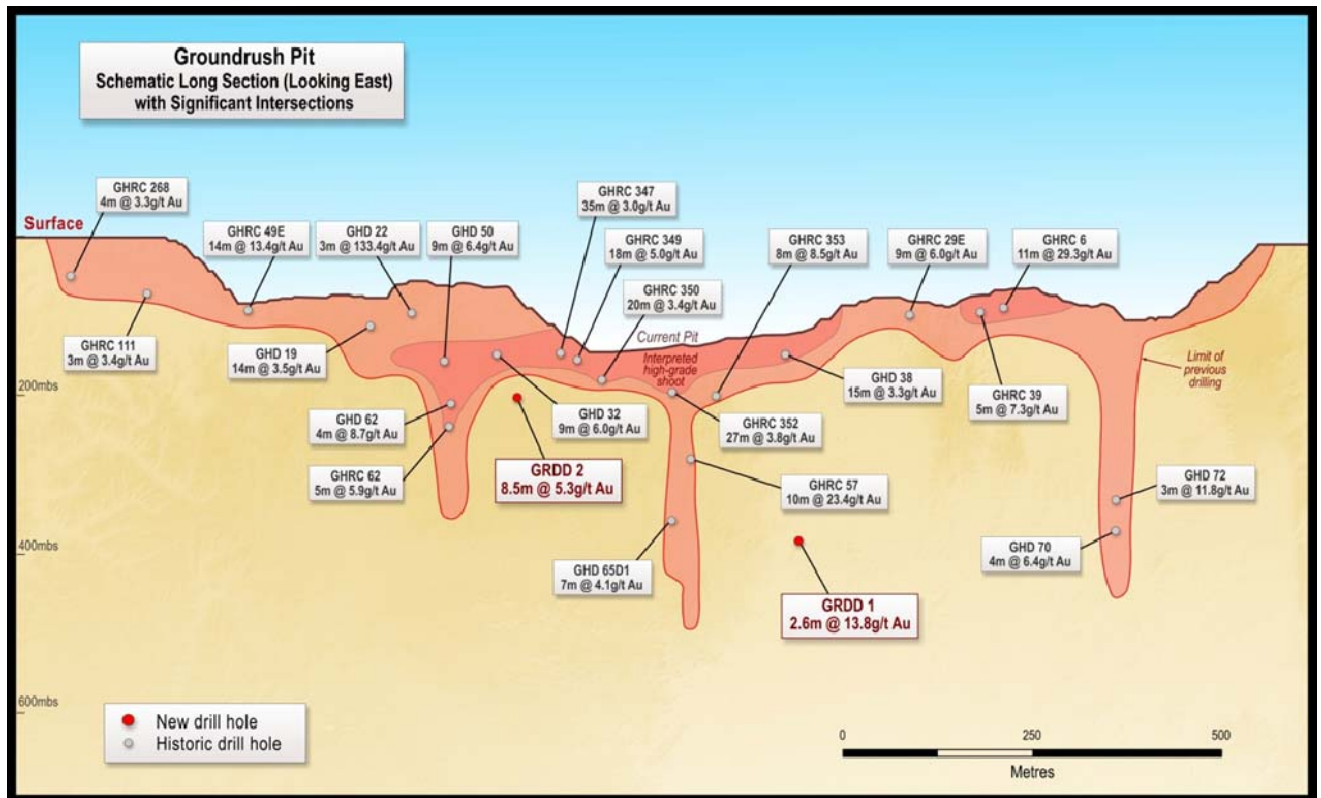 Groundrush Pit
Schematic Long Section (Looking East)
with Significant Intersections
Surface
GHRC 268
4m @ 3.3g/t Au
GHRC 49E
14m @ 13.4g/t Au
GHD 22
3m @ 133.4g/t Au
GHD 50
9m @ 6.4g/t Au
GHRC 347
35m @ 3.0g/t Au
GHRC 349
18m @ 5.0g/t Au
GHRC 350
20m @ 3.4g/t Au
GHRC 353
8m @ 8.5g/t Au
GHRC 29E
9m @ 6.0g/t Au
GHRC 6
11m @ 29.3g/t Au
GHRC 111
3m @ 3.4g/t Au
GHD 19
14m @ 3.5g/t Au
Current Pit
Interpreted
high-grade
shoot
Limit of
previous
drilling
200mbs
GHD 62
4m @ 8.7g/t Au
GHD 32
9m @ 6.0g/t Au
GHRC 352
27m @ 3.8g/t Au
GHD 38
15m @ 3.3g/t Au
GHRC 39
5m @ 7.3g/t Au
GHRC 62
5m @ 5.9g/t Au
GRDD 2
8.5m @ 5.3g/t Au
GHRC 57
10m @ 23.4g/t Au
GHD 72
3m @ 11.8g/t Au
400mbs
GHD 65D1
7m @ 4.1g/t Au
GHD 70
4m @ 6.4g/t Au
GRDD 1
2.6m @ 13.8g/t Au
600mbs
New drill hole
Historic drill hole
0
250
500
Metres